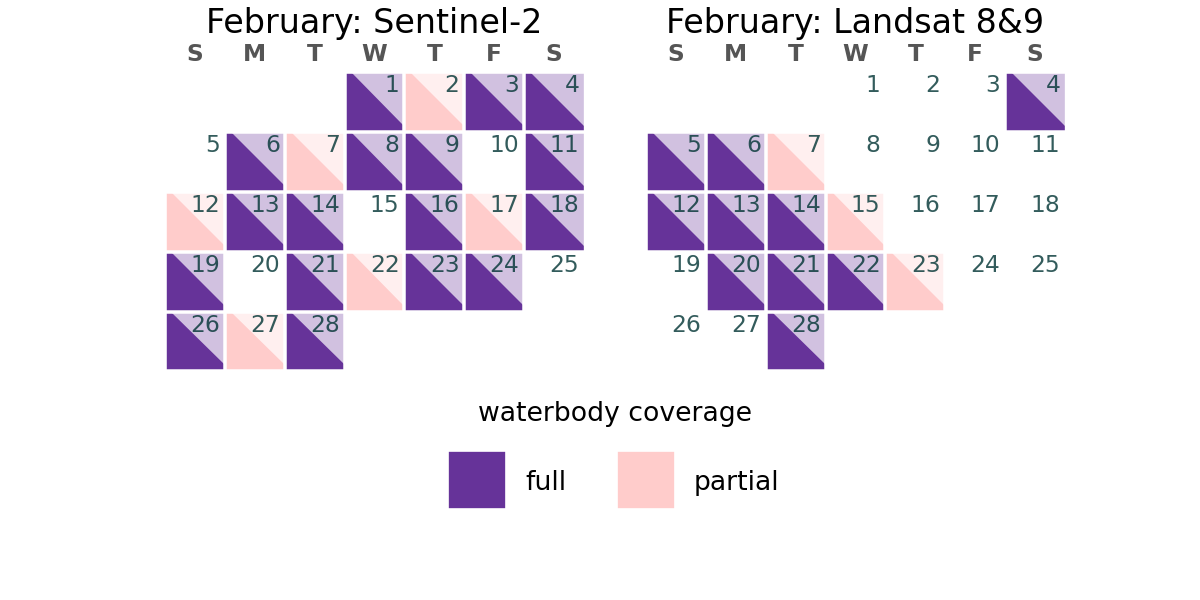 February: Sentinel-2
S M T W T F S
1 2 3 4
5 6 7 8 9 10 11
12 13 14 15 16 17 18
19 20 21 22 23 24 25
26 27 28
February: Landsat 8&9
S M T W T F S
1 2 3 4
5 6 7 8 9 10 11
12 13 14 15 16 17 18
19 20 21 22 23 24 25
26 27 28
waterbody coverage
full partial